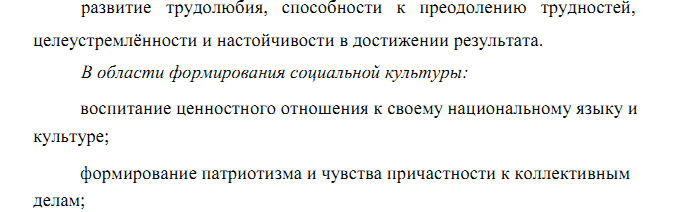 развитие трудолюбия, способности к преодолению трудностей,
целеустремлённости и настойчивости в достижении результата.
В области формирования социальной культуры:
воспитание ценностного отношения к своему национальному языку и
культуре;
формирование патриотизма и чувства причастности к коллективным
делам;